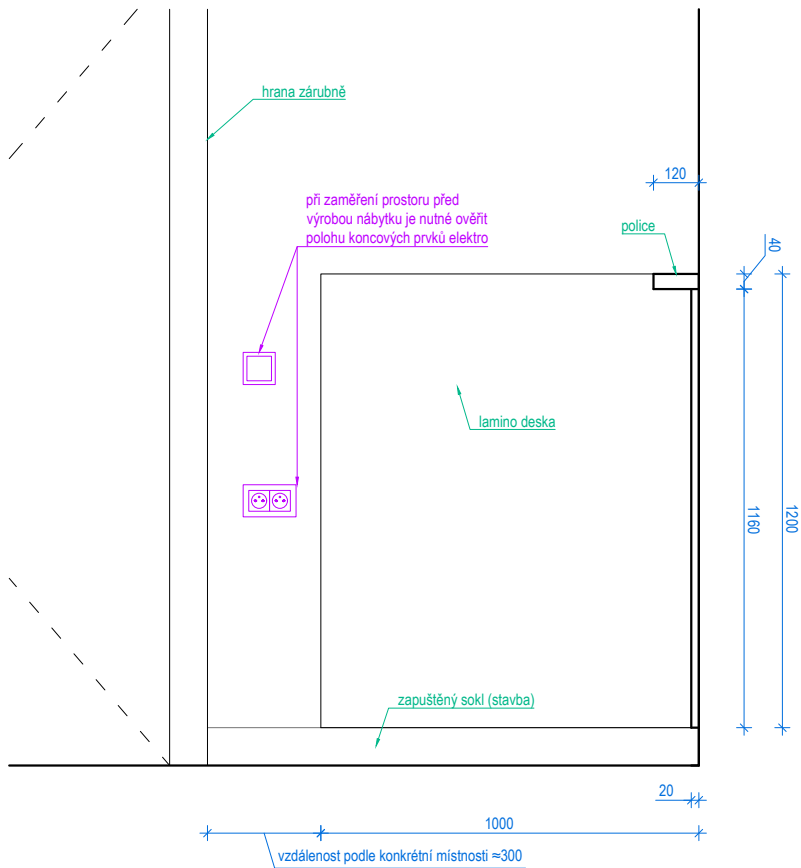 hrana zárubně
120
při zaměření prostoru před
výrobou nábytku je nutné ověřit
polohu koncových prvků elektro
police
40
lamino deska
1160
1200
zapuštěný sokl (stavba)
20
1000
vzdálenost podle konkrétní místnosti ≈300